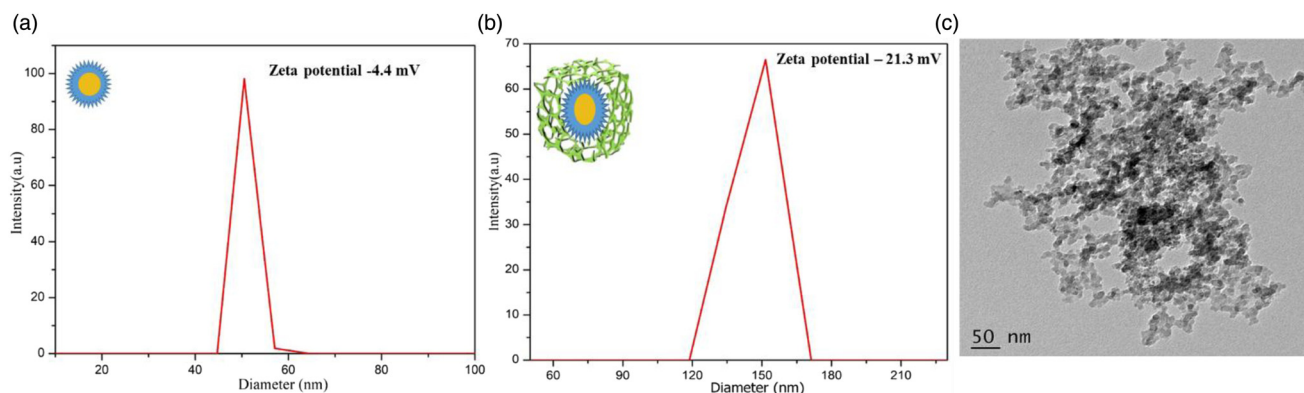 (a)
Zeta potential -4.4 mV
Intensity(a.u)
100
80
60
40
20
0
20
40
60
80
100
Diameter (nm)
(b)
Zeta potential – 21.3 mV
Intensity(a.u)
70
60
50
40
30
20
10
0
60
90
120
150
180
210
Diameter (nm)
(c)
50 nm